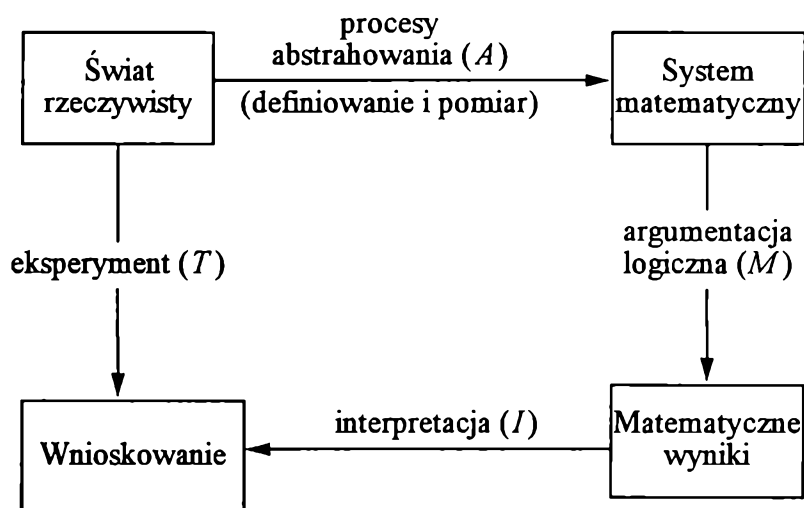 procesy
abstrahowania (A)
(definiowanie i pomiar)
Świat
rzeczywisty
System
matematyczny
eksperyment (T)
argumentacja
logiczna (M)
interpretacja (I)
Wnioskowanie
Matematyczne
wyniki